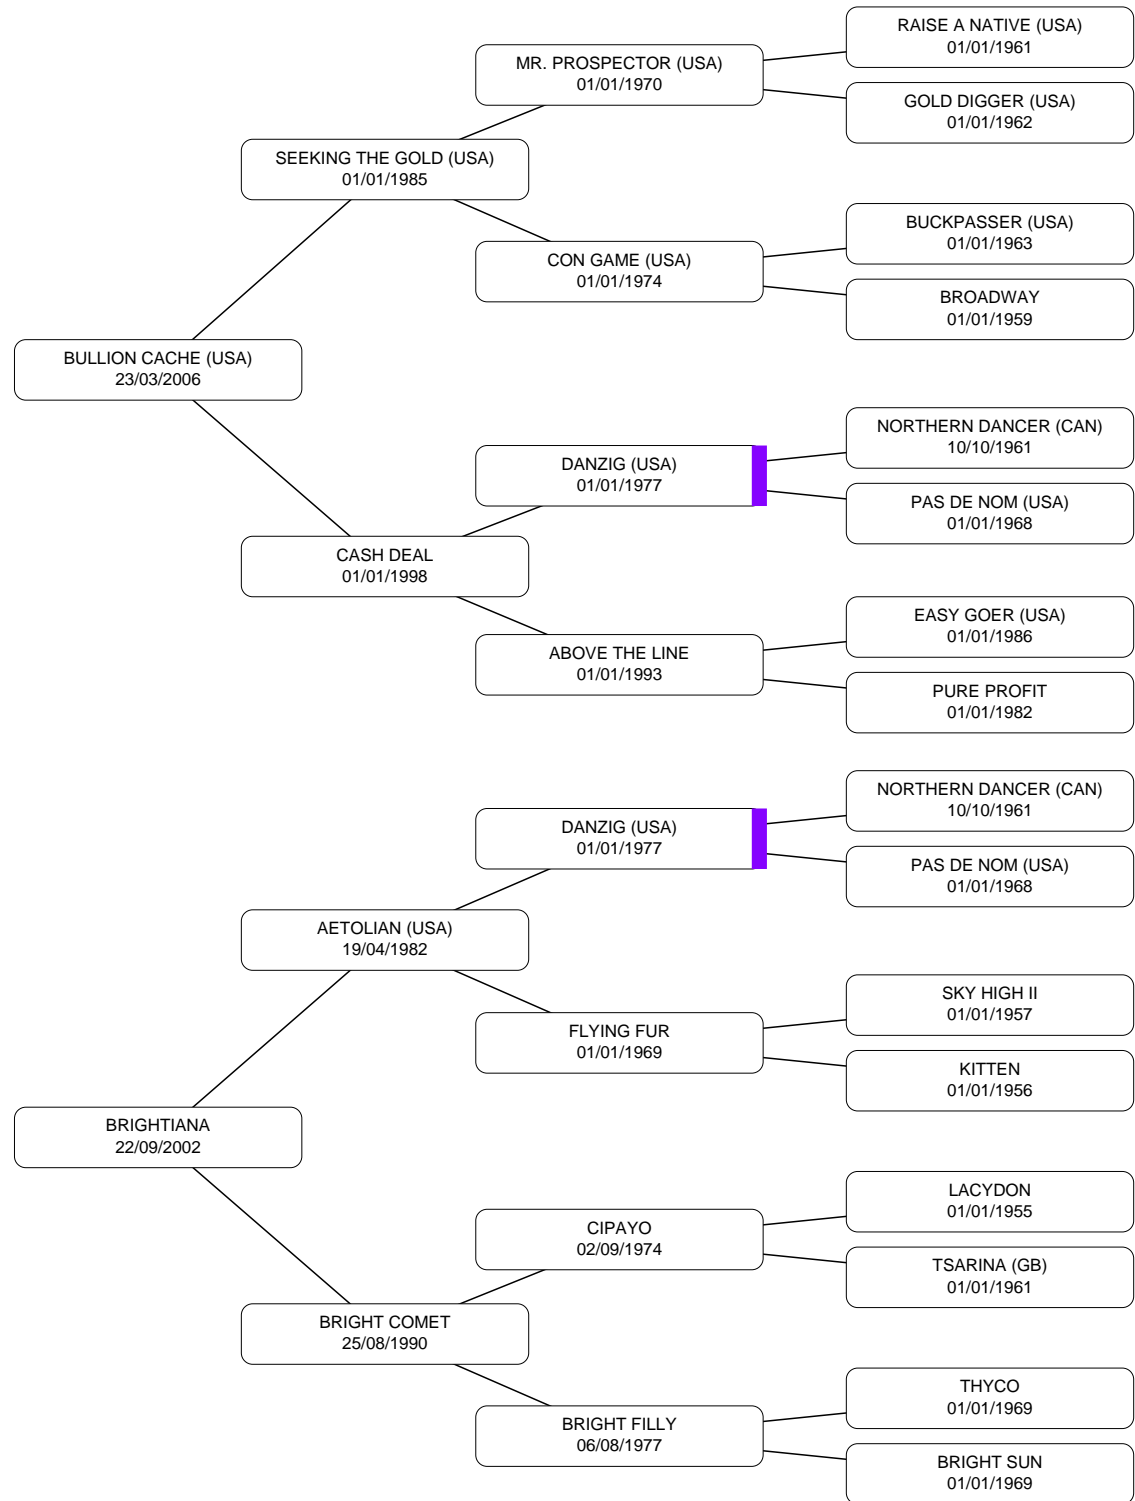 RAISE A NATIVE (USA)
01/01/1961
MR. PROSPECTOR (USA)
01/01/1970
GOLD DIGGER (USA)
01/01/1962
SEEKING THE GOLD (USA)
01/01/1985
BUCKPASSER (USA)
01/01/1963
CON GAME (USA)
01/01/1974
BROADWAY
01/01/1959
BULLION CACHE (USA)
23/03/2006
NORTHERN DANCER (CAN)
10/10/1961
DANZIG (USA)
01/01/1977
PAS DE NOM (USA)
01/01/1968
CASH DEAL
01/01/1998
EASY GOER (USA)
01/01/1986
ABOVE THE LINE
01/01/1993
PURE PROFIT
01/01/1982
NORTHERN DANCER (CAN)
10/10/1961
DANZIG (USA)
01/01/1977
PAS DE NOM (USA)
01/01/1968
AETOLIAN (USA)
19/04/1982
SKY HIGH II
01/01/1957
FLYING FUR
01/01/1969
KITTEN
01/01/1956
BRIGHTIANA
22/09/2002
LACYDON
01/01/1955
CIPAYO
02/09/1974
TSARINA (GB)
01/01/1961
BRIGHT COMET
25/08/1990
THYCO
01/01/1969
BRIGHT FILLY
06/08/1977
BRIGHT SUN
01/01/1969